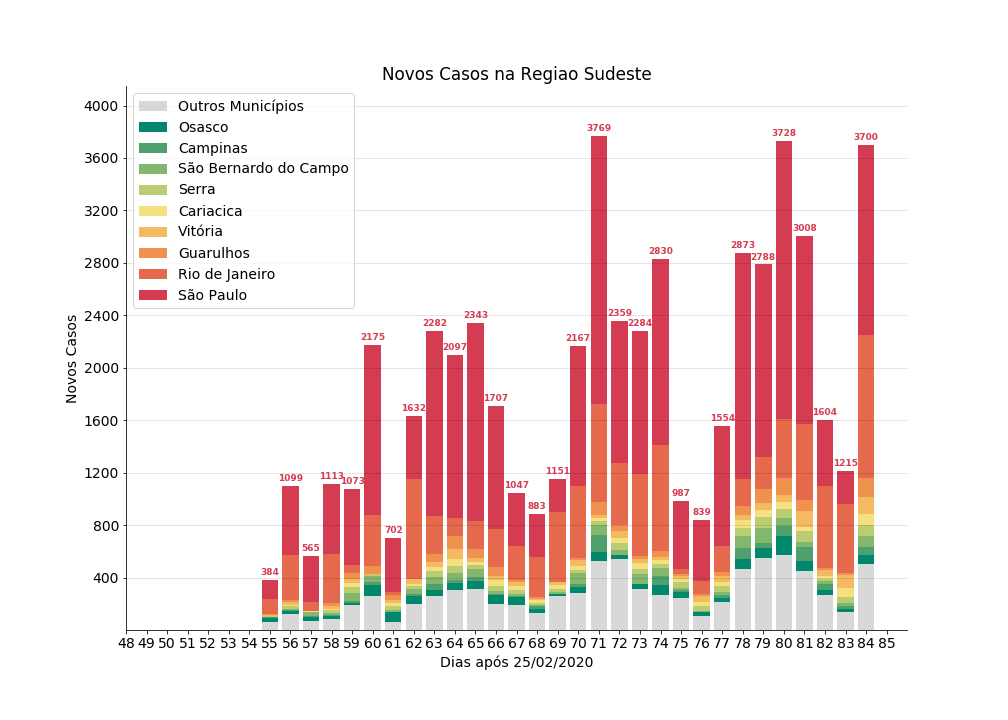 Novos Casos na Regiao Sudeste
Novos Casos
4000
3600
3200
2800
2400
2000
1600
1200
800
400
Outros Municípios
Osasco
Campinas
São Bernardo do Campo
Serra
Cariacica
Vitória
Guarulhos
Rio de Janeiro
São Paulo
384 1099 565 1113 1073 2175 702 1632 2282 2097 2343 1707 1047 883 1151 2167 3769 2359 2284 2830 987 839 1554 2873 2788 3728 3008 1604 1215 3700
48 49 50 51 52 53 54 55 56 57 58 59 60 61 62 63 64 65 66 67 68 69 70 71 72 73 74 75 76 77 78 79 80 81 82 83 84 85
Dias após 25/02/2020